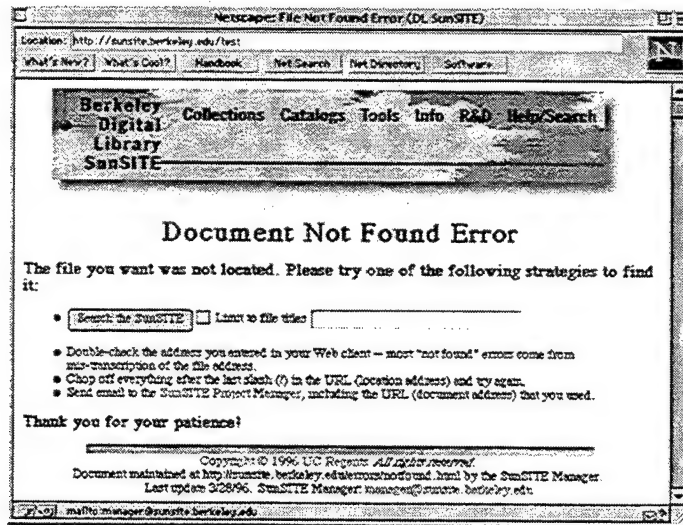 Netscape: File Not Found Error (DL SunSITE)
Location: http://sunsite.berkeley.edu/test
What's New? What's Cool? Handbook Net Search Net Directory Software
Berkeley
Digital
Library
SunSITE
Collections Catalogs Tools Info R&D Help/Search
Document Not Found Error
The file you want was not located. Please try one of the following strategies to find
it:
• Search the SunSITE Limit to file titles
• Double-check the address you entered in your Web client – most "not found" errors come from
mis-transcription of the file address.
• Chop off everything after the last slash (/) in the URL (location address) and try again.
• Send email to the SunSITE Project Manager, including the URL (document address) that you used.
Thank you for your patience!
Copyright © 1996 UC Regents. All rights reserved.
Document maintained at http://sunsite.berkeley.edu/errors/notfound.html by the SunSITE Manager.
Last update 3/28/96. SunSITE Manager: manager@sunsite.berkeley.edu
mailto:manager@sunsite.berkeley.edu